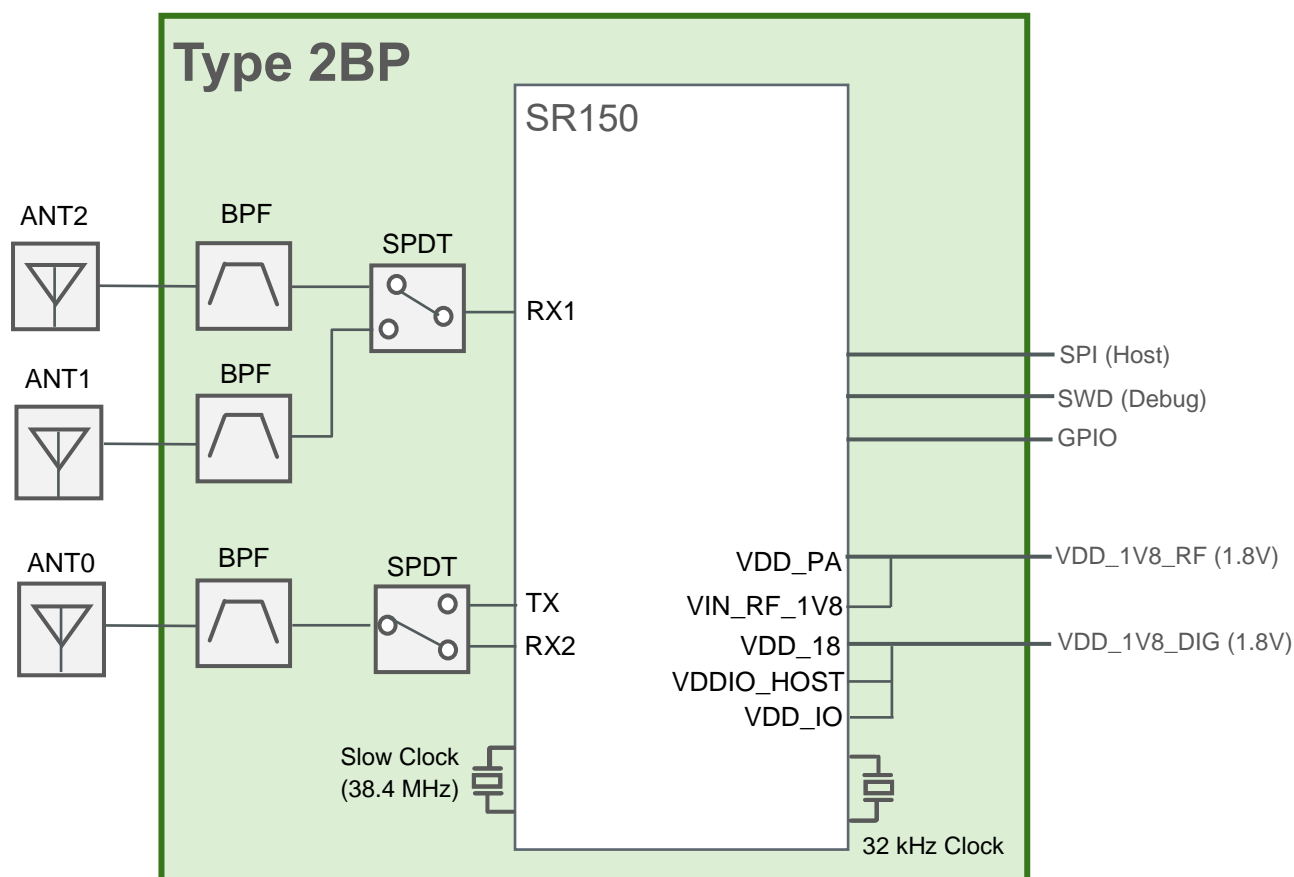 Type 2BP
SR150
ANT2
BPF
SPDT
RX1
ANT1
BPF
SPI (Host)
SWD (Debug)
GPIO
ANT0
BPF
SPDT
TX
RX2
VDD_PA
VIN_RF_1V8
VDD_18
VDDIO_HOST
VDD_IO
VDD_1V8_RF (1.8V)
VDD_1V8_DIG (1.8V)
Slow Clock
(38.4 MHz)
32 kHz Clock